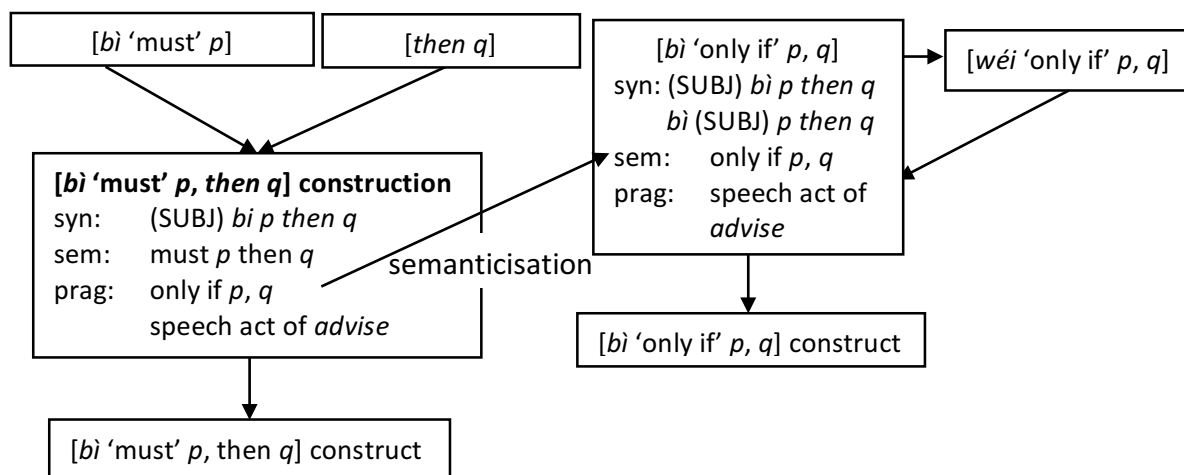 [bì ‘must’ p]
[then q]
[bì ‘must’ p, then q] construction
syn: (SUBJ) bi p then q
sem: must p then q
prag: only if p, q
speech act of advise
[bì ‘must’ p, then q] construct
semanticisation
[bì ‘only if’ p, q]
syn: (SUBJ) bì p then q
bì (SUBJ) p then q
sem: only if p, q
prag: speech act of
advise
[bì ‘only if’ p, q] construct
[wéi ‘only if’ p, q]